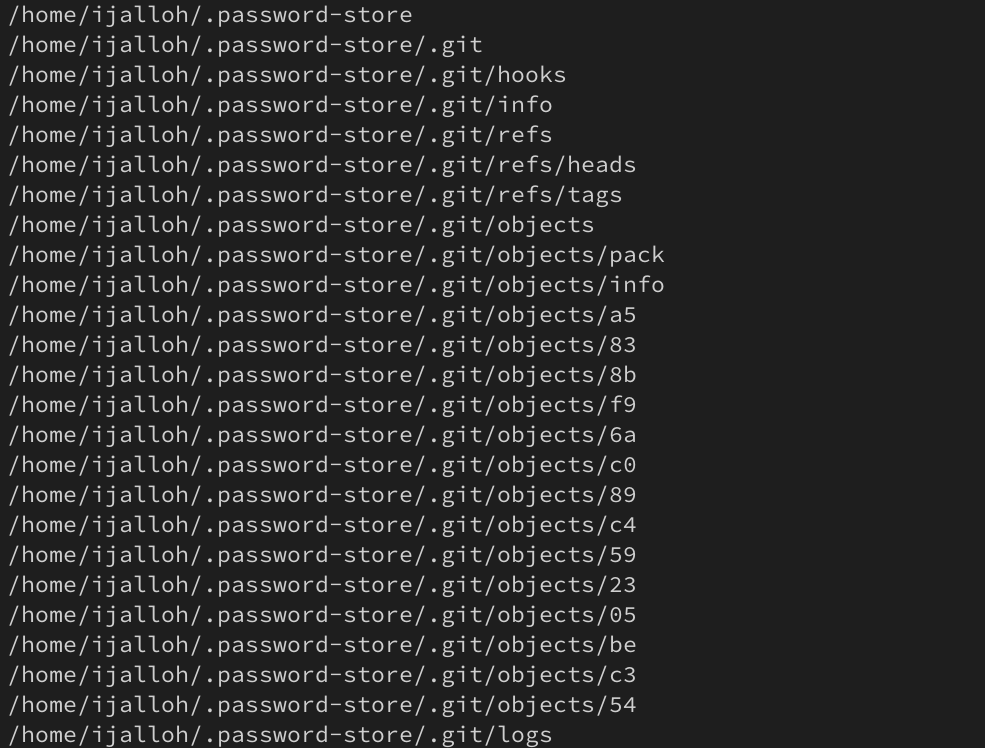 /home/ijalloh/.password-store
/home/ijalloh/.password-store/.git
/home/ijalloh/.password-store/.git/hooks
/home/ijalloh/.password-store/.git/info
/home/ijalloh/.password-store/.git/refs
/home/ijalloh/.password-store/.git/refs/heads
/home/ijalloh/.password-store/.git/refs/tags
/home/ijalloh/.password-store/.git/objects
/home/ijalloh/.password-store/.git/objects/pack
/home/ijalloh/.password-store/.git/objects/info
/home/ijalloh/.password-store/.git/objects/a5
/home/ijalloh/.password-store/.git/objects/83
/home/ijalloh/.password-store/.git/objects/8b
/home/ijalloh/.password-store/.git/objects/f9
/home/ijalloh/.password-store/.git/objects/6a
/home/ijalloh/.password-store/.git/objects/c0
/home/ijalloh/.password-store/.git/objects/89
/home/ijalloh/.password-store/.git/objects/c4
/home/ijalloh/.password-store/.git/objects/59
/home/ijalloh/.password-store/.git/objects/23
/home/ijalloh/.password-store/.git/objects/05
/home/ijalloh/.password-store/.git/objects/be
/home/ijalloh/.password-store/.git/objects/c3
/home/ijalloh/.password-store/.git/objects/54
/home/ijalloh/.password-store/.git/logs